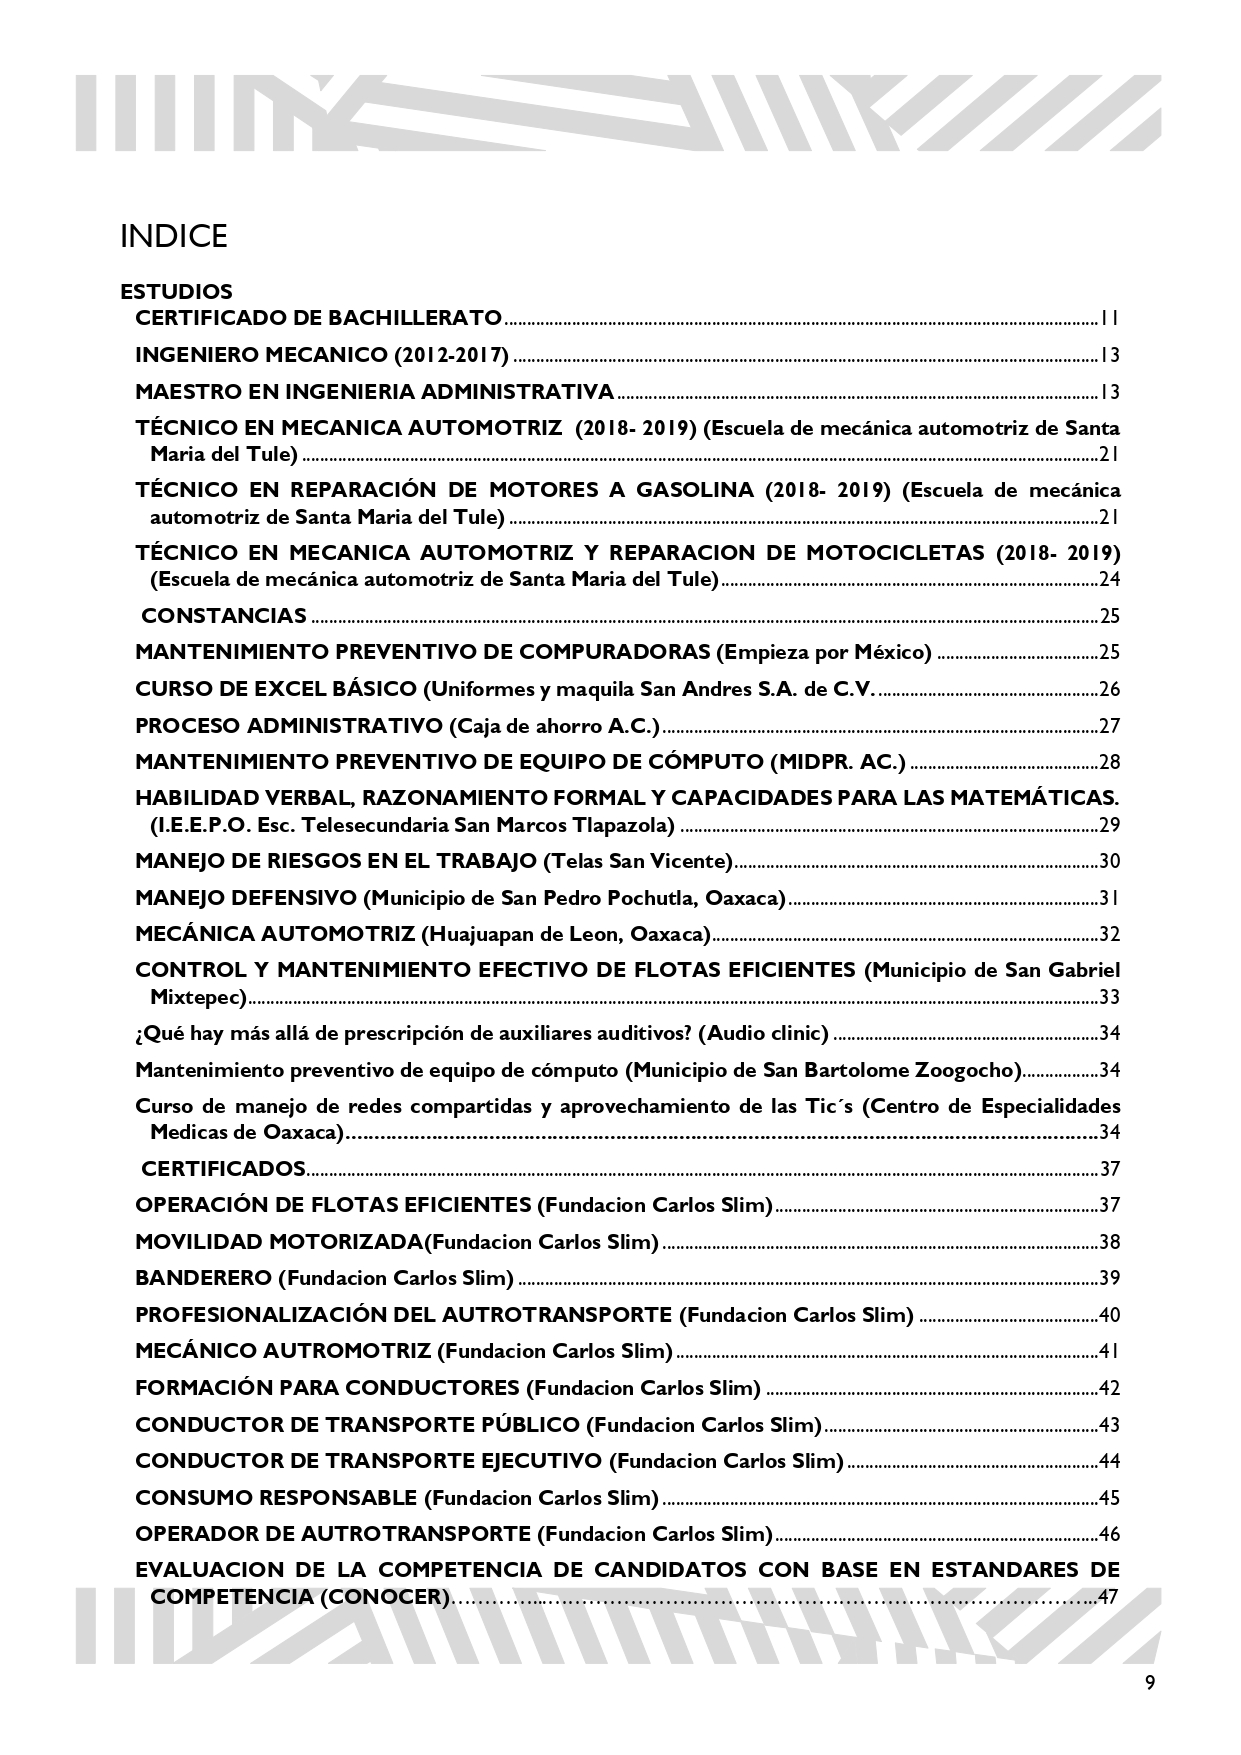 INDICE
ESTUDIOS
CERTIFICADO DE BACHILLERATO....................11
INGENIERO MECANICO (2012-2017)....................13
MAESTRO EN INGENIERIA ADMINISTRATIVA....................13
TÉCNICO EN MECANICA AUTOMOTRIZ (2018- 2019) (Escuela de mecánica automotriz de Santa
Maria del Tule)....................21
TÉCNICO EN REPARACIÓN DE MOTORES A GASOLINA (2018- 2019) (Escuela de mecánica
automotriz de Santa Maria del Tule)....................21
TÉCNICO EN MECANICA AUTOMOTRIZ Y REPARACION DE MOTOCICLETAS (2018- 2019)
(Escuela de mecánica automotriz de Santa Maria del Tule)....................24
CONSTANCIAS....................25
MANTENIMIENTO PREVENTIVO DE COMPURADORAS (Empieza por México)....................25
CURSO DE EXCEL BÁSICO (Uniformes y maquila San Andres S.A. de C.V.....................26
PROCESO ADMINISTRATIVO (Caja de ahorro A.C.)....................27
MANTENIMIENTO PREVENTIVO DE EQUIPO DE CÓMPUTO (MIDPR. AC.)....................28
HABILIDAD VERBAL, RAZONAMIENTO FORMAL Y CAPACIDADES PARA LAS MATEMÁTICAS.
(I.E.E.P.O. Esc. Telesecundaria San Marcos Tlapazola)....................29
MANEJO DE RIESGOS EN EL TRABAJO (Telas San Vicente)....................30
MANEJO DEFENSIVO (Municipio de San Pedro Pochutla, Oaxaca)....................31
MECÁNICA AUTOMOTRIZ (Huajuapan de Leon, Oaxaca)....................32
CONTROL Y MANTENIMIENTO EFECTIVO DE FLOTAS EFICIENTES (Municipio de San Gabriel
Mixtepec)....................33
¿Qué hay más allá de prescripción de auxiliares auditivos? (Audio clinic)....................34
Mantenimiento preventivo de equipo de cómputo (Municipio de San Bartolome Zoogocho)....................34
Curso de manejo de redes compartidas y aprovechamiento de las Tic´s (Centro de Especialidades
Medicas de Oaxaca)....................34
CERTIFICADOS....................37
OPERACIÓN DE FLOTAS EFICIENTES (Fundacion Carlos Slim)....................37
MOVILIDAD MOTORIZADA(Fundacion Carlos Slim)....................38
BANDERERO (Fundacion Carlos Slim)....................39
PROFESIONALIZACIÓN DEL AUTROTRANSPORTE (Fundacion Carlos Slim)....................40
MECÁNICO AUTROMOTRIZ (Fundacion Carlos Slim)....................41
FORMACIÓN PARA CONDUCTORES (Fundacion Carlos Slim)....................42
CONDUCTOR DE TRANSPORTE PÚBLICO (Fundacion Carlos Slim)....................43
CONDUCTOR DE TRANSPORTE EJECUTIVO (Fundacion Carlos Slim)....................44
CONSUMO RESPONSABLE (Fundacion Carlos Slim)....................45
OPERADOR DE AUTROTRANSPORTE (Fundacion Carlos Slim)....................46
EVALUACION DE LA COMPETENCIA DE CANDIDATOS CON BASE EN ESTANDARES DE
COMPETENCIA (CONOCER)....................47
9